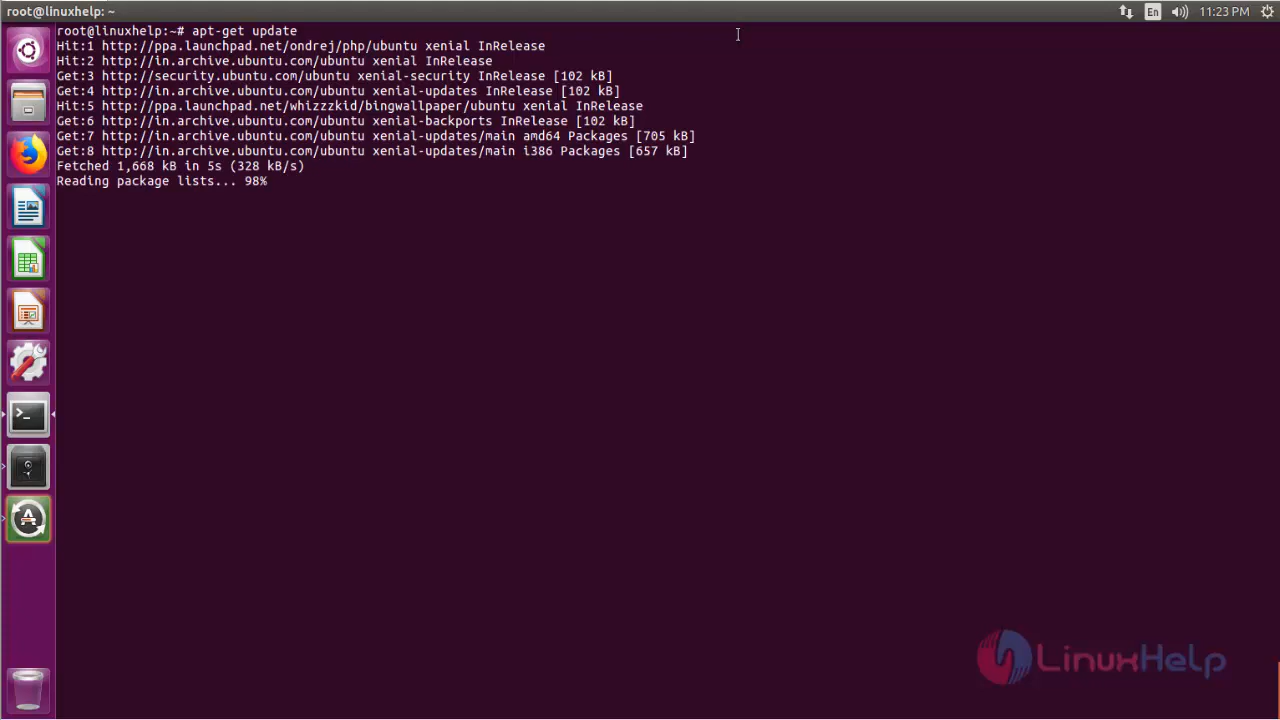 root@linuxhelp: ~
En
11:23 PM
root@linuxhelp:~# apt-get update
Hit:1 http://ppa.launchpad.net/ondrej/php/ubuntu xenial InRelease
Hit:2 http://in.archive.ubuntu.com/ubuntu xenial InRelease
Get:3 http://security.ubuntu.com/ubuntu xenial-security InRelease [102 kB]
Get:4 http://in.archive.ubuntu.com/ubuntu xenial-updates InRelease [102 kB]
Hit:5 http://ppa.launchpad.net/whizzzkid/bingwallpaper/ubuntu xenial InRelease
Get:6 http://in.archive.ubuntu.com/ubuntu xenial-backports InRelease [102 kB]
Get:7 http://in.archive.ubuntu.com/ubuntu xenial-updates/main amd64 Packages [705 kB]
Get:8 http://in.archive.ubuntu.com/ubuntu xenial-updates/main i386 Packages [657 kB]
Fetched 1,668 kB in 5s (328 kB/s)
Reading package lists... 98%
LinuxHelp